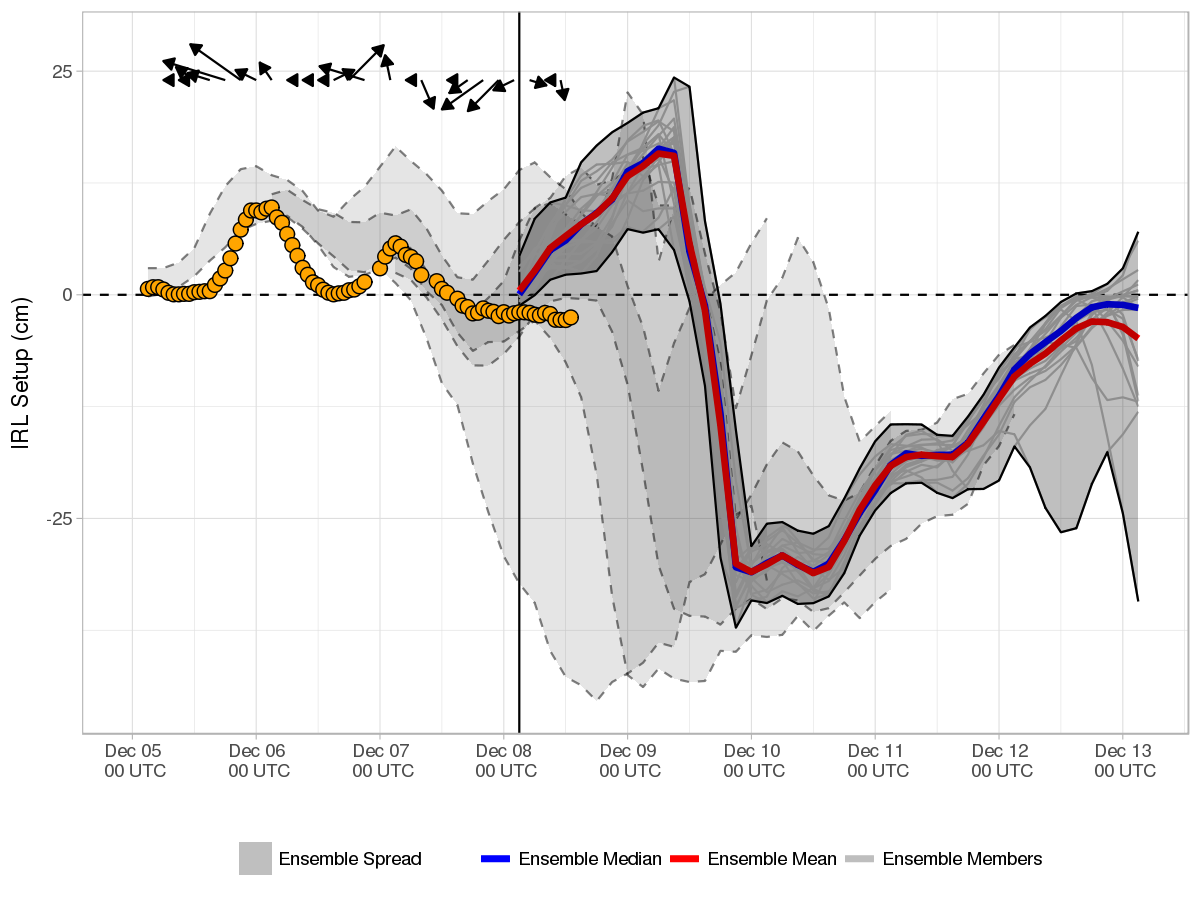 25
0
-25
IRL Setup (cm)
Dec 05 Dec 06 Dec 07 Dec 08 Dec 09 Dec 10 Dec 11 Dec 12 Dec 13
00 UTC 00 UTC 00 UTC 00 UTC 00 UTC 00 UTC 00 UTC 00 UTC 00 UTC
Ensemble Spread Ensemble Median Ensemble Mean Ensemble Members